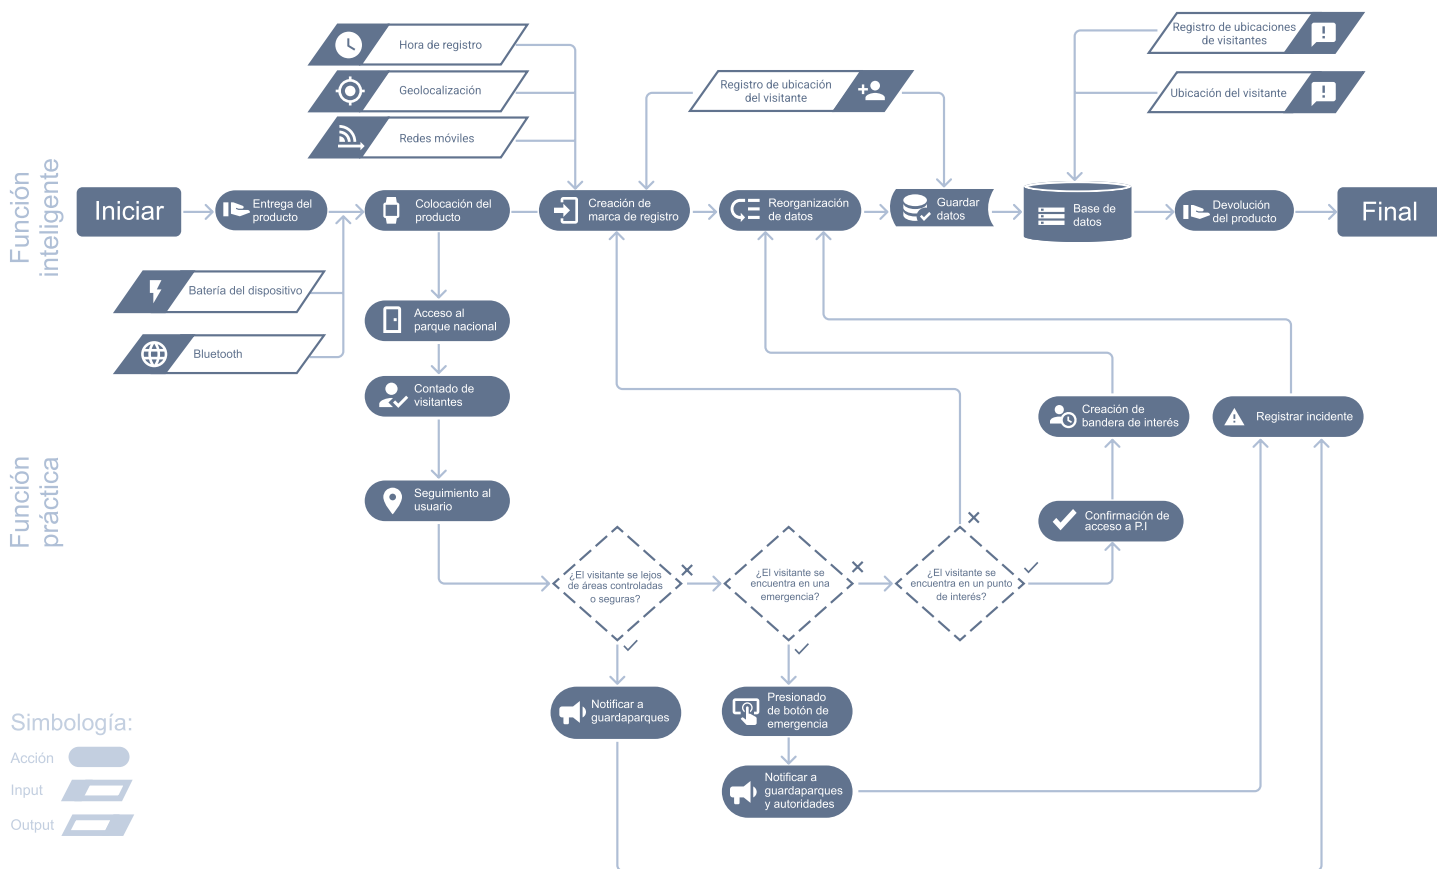 Hora de registro
Geolocalización
Redes móviles
Registro de ubicación
del visitante
Registro de ubicaciones
de visitantes
Ubicación del visitante
Función
inteligente
Iniciar
Entrega del
producto
Colocación del
producto
Creación de
marca de registro
Reorganización
de datos
Guardar
datos
Base de
datos
Devolución
del producto
Final
Batería del dispositivo
Bluetooth
Acceso al
parque nacional
Contado de
visitantes
Función
práctica
Seguimiento al
usuario
Creación de
bandera de interés
Registrar incidente
Confirmación de
acceso a P.I
¿El visitante se lejos
de áreas controladas
o seguras?
¿El visitante se
encuentra en una
emergencia?
¿El visitante se
encuentra en un punto
de interés?
Notificar a
guardaparques
Presionado
de botón de
emergencia
Notificar a
guardaparques
y autoridades
Simbología:
Acción
Input
Output